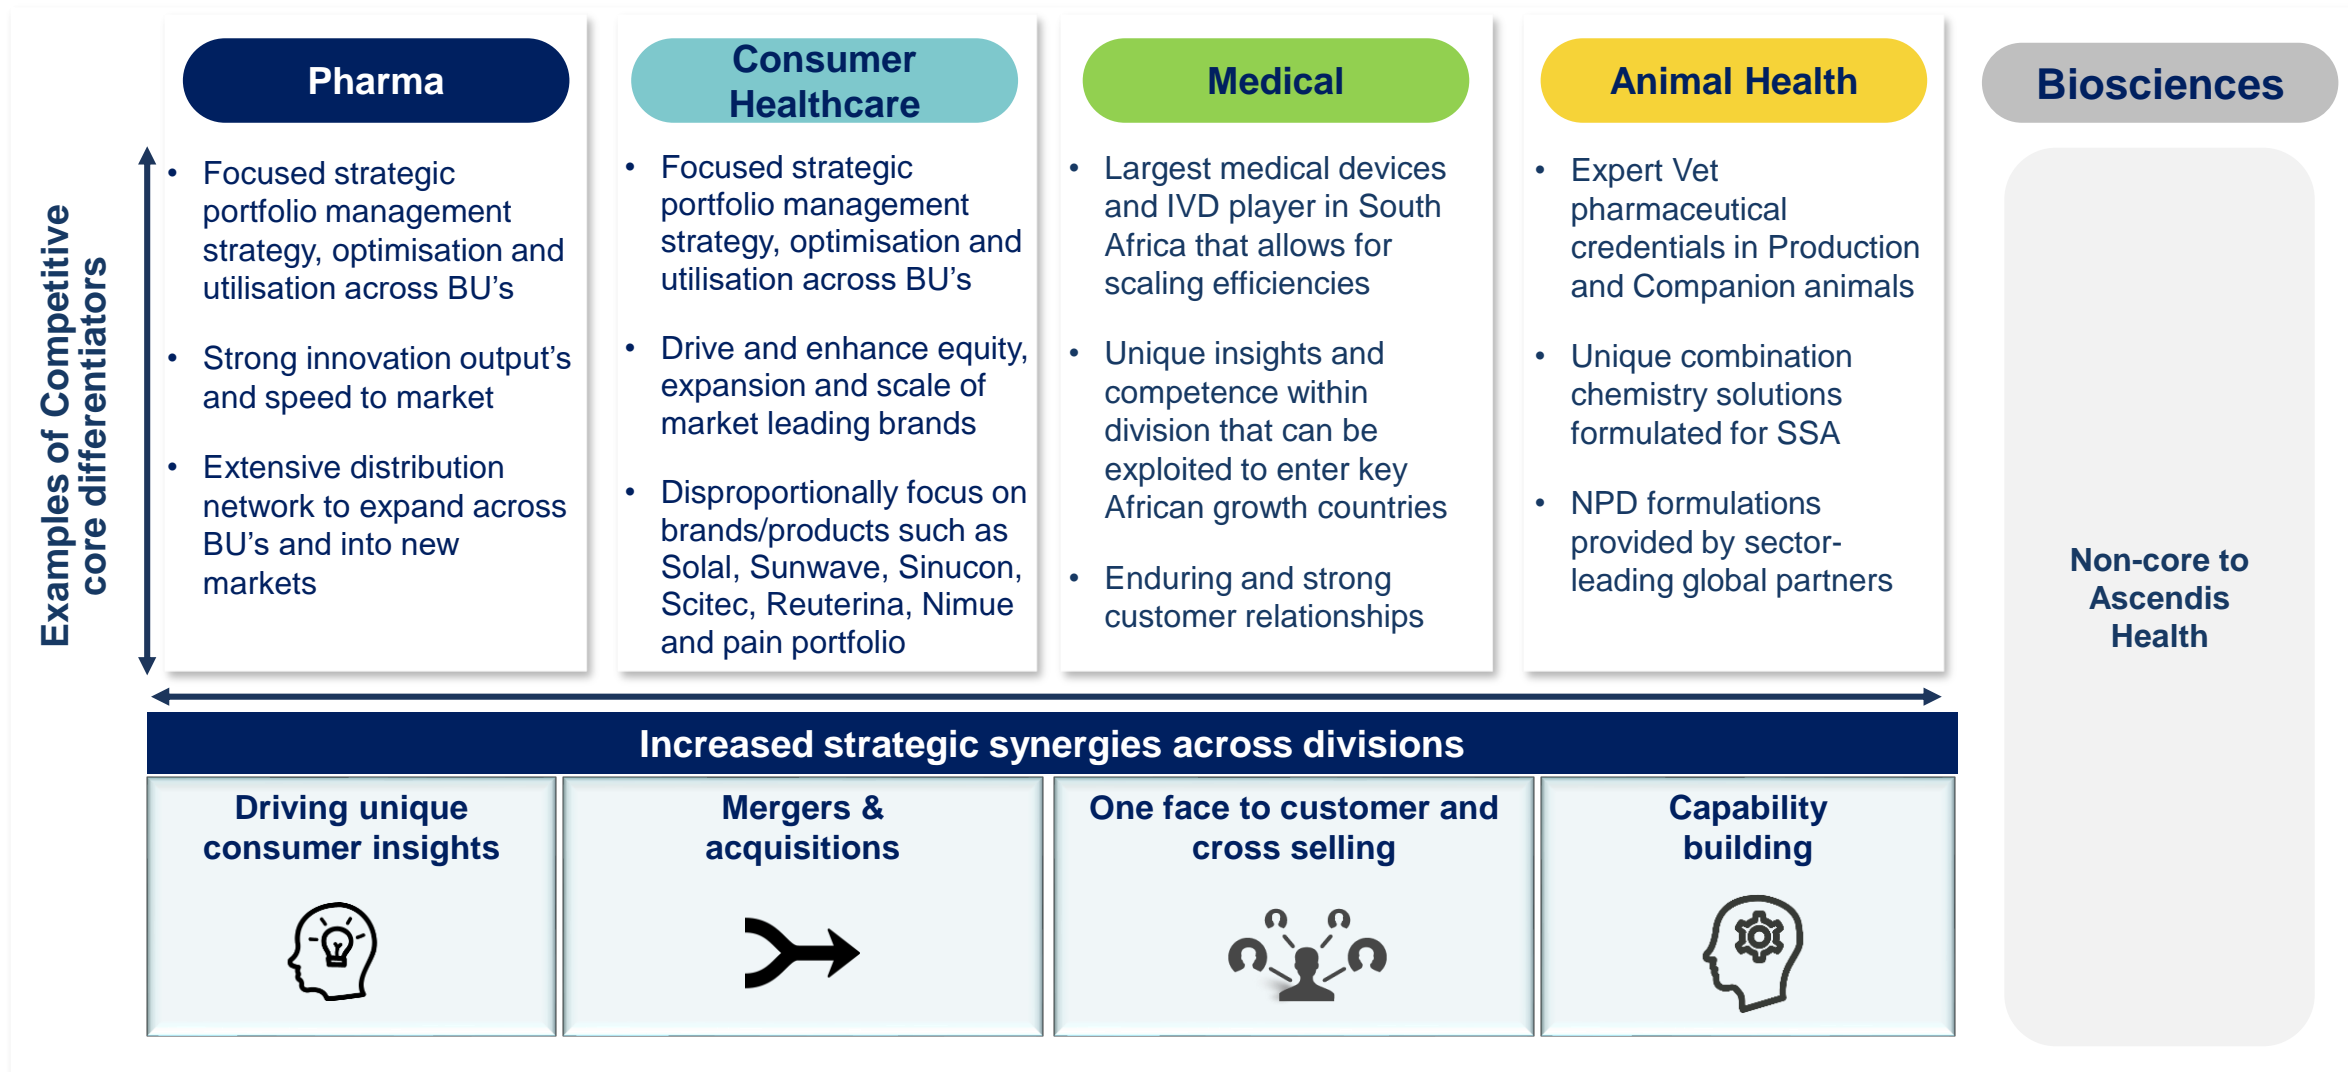 Pharma
Consumer
Healthcare
Medical
Animal Health
Biosciences
Examples of Competitive
core differentiators
• Focused strategic
portfolio management
strategy, optimisation and
utilisation across BU’s
• Strong innovation output’s
and speed to market
• Extensive distribution
network to expand across
BU’s and into new
markets
• Focused strategic
portfolio management
strategy, optimisation and
utilisation across BU’s
• Drive and enhance equity,
expansion and scale of
market leading brands
• Disproportionally focus on
brands/products such as
Solal, Sunwave, Sinucon,
Scitec, Reuterina, Nimue
and pain portfolio
• Largest medical devices
and IVD player in South
Africa that allows for
scaling efficiencies
• Unique insights and
competence within
division that can be
exploited to enter key
African growth countries
• Enduring and strong
customer relationships
• Expert Vet
pharmaceutical
credentials in Production
and Companion animals
• Unique combination
chemistry solutions
formulated for SSA
• NPD formulations
provided by sector-
leading global partners
Non-core to
Ascendis
Health
Increased strategic synergies across divisions
Driving unique
consumer insights
Mergers &
acquisitions
One face to customer and
cross selling
Capability
building